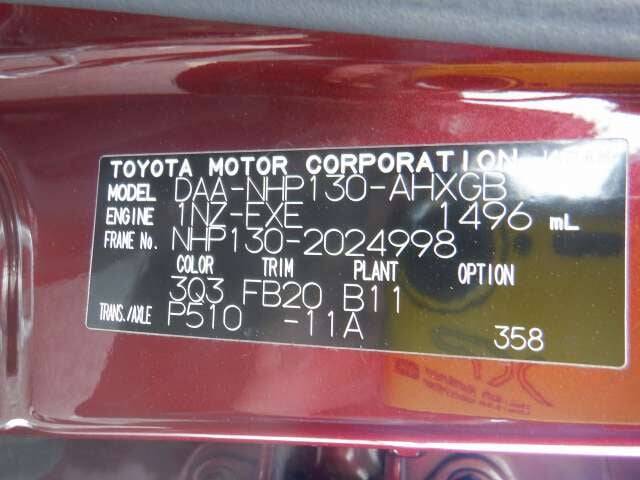 TOYOTA MOTOR CORPORATION JAPAN
MODEL DAA-NHP130-AHXGB
ENGINE 1NZ-EXE 1496 mL
FRAME No. NHP130-2024998
COLOR TRIM PLANT OPTION
3Q3 FB20 B11
TRANS./AXLE P510 -11A
358